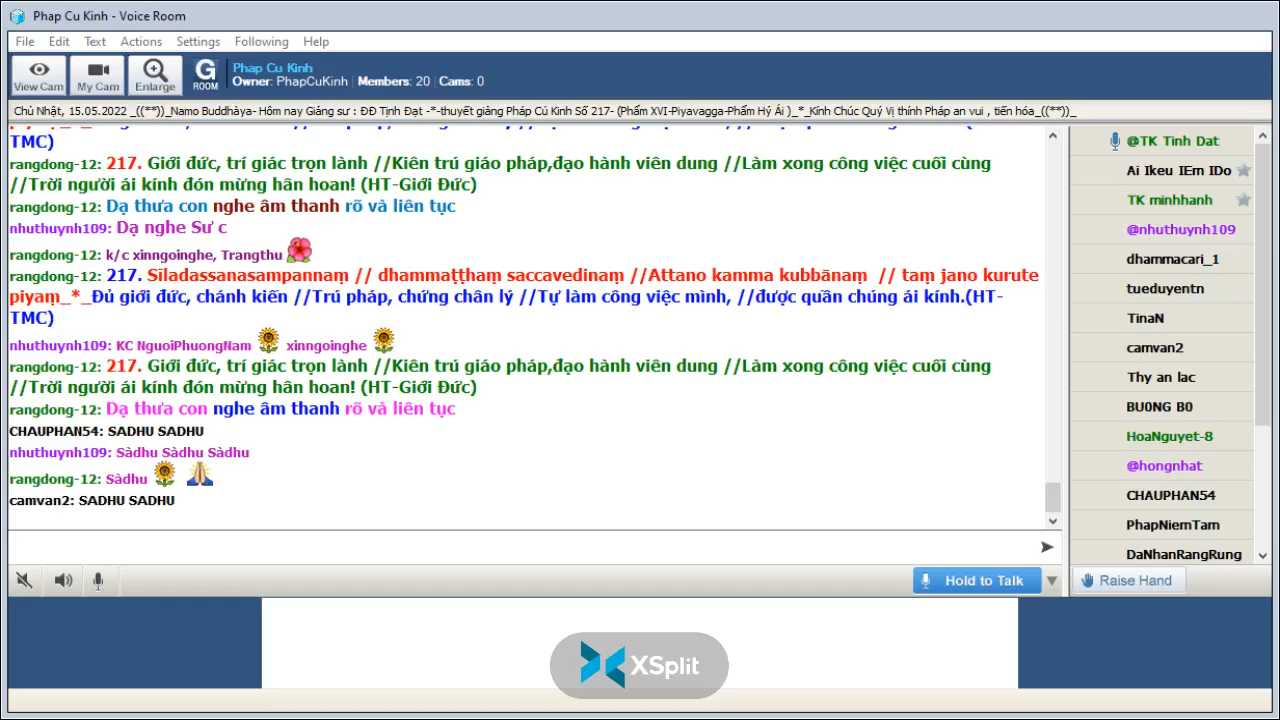 Phap Cu Kinh - Voice Room
File Edit Text Actions Settings Following Help
View Cam My Cam Enlarge G ROOM
Phap Cu Kinh
Owner: PhapCuKinh | Members: 20 | Cams: 0
Chủ Nhật, 15.05.2022 _((**))_Namo Buddhàya- Hôm nay Giảng sư : ĐĐ Tịnh Đạt -*-thuyết giảng Pháp Cú Kinh Số 217- (Phẩm XVI-Piyavagga-Phẩm Hỷ Ái )_*_Kính Chúc Quý Vị thính Pháp an vui , tiến hóa_((**))_
TMC)
rangdong-12: 217. Giới đức, trí giác trọn lành //Kiên trú giáo pháp,đạo hành viên dung //Làm xong công việc cuối cùng
//Trời người ái kính đón mừng hân hoan! (HT-Giới Đức)
rangdong-12: Dạ thưa con nghe âm thanh rõ và liên tục
nhuthuynh109: Dạ nghe Sư c
rangdong-12: k/c xinngoinghe, Trangthu
rangdong-12: 217. Sīladassanasampannaṃ // dhammaṭṭhaṃ saccavedinaṃ //Attano kamma kubbānaṃ // taṃ jano kurute
piyaṃ_*_Đủ giới đức, chánh kiến //Trú pháp, chứng chân lý //Tự làm công việc mình, //được quần chúng ái kính.(HT-
TMC)
nhuthuynh109: KC NguoiPhuongNam xinngoinghe
rangdong-12: 217. Giới đức, trí giác trọn lành //Kiên trú giáo pháp,đạo hành viên dung //Làm xong công việc cuối cùng
//Trời người ái kính đón mừng hân hoan! (HT-Giới Đức)
rangdong-12: Dạ thưa con nghe âm thanh rõ và liên tục
CHAUPHAN54: SADHU SADHU
nhuthuynh109: Sàdhu Sàdhu Sàdhu
rangdong-12: Sàdhu
camvan2: SADHU SADHU
@TK Tinh Dat
Ai Ikeu IEm IDo
TK minhhanh
@nhuthuynh109
dhammacari_1
tueduyentn
TinaN
camvan2
Thy an lac
BU0NG B0
HoaNguyet-8
@hongnhat
CHAUPHAN54
PhapNiemTam
DaNhanRangRung
Hold to Talk
Raise Hand
XSplit